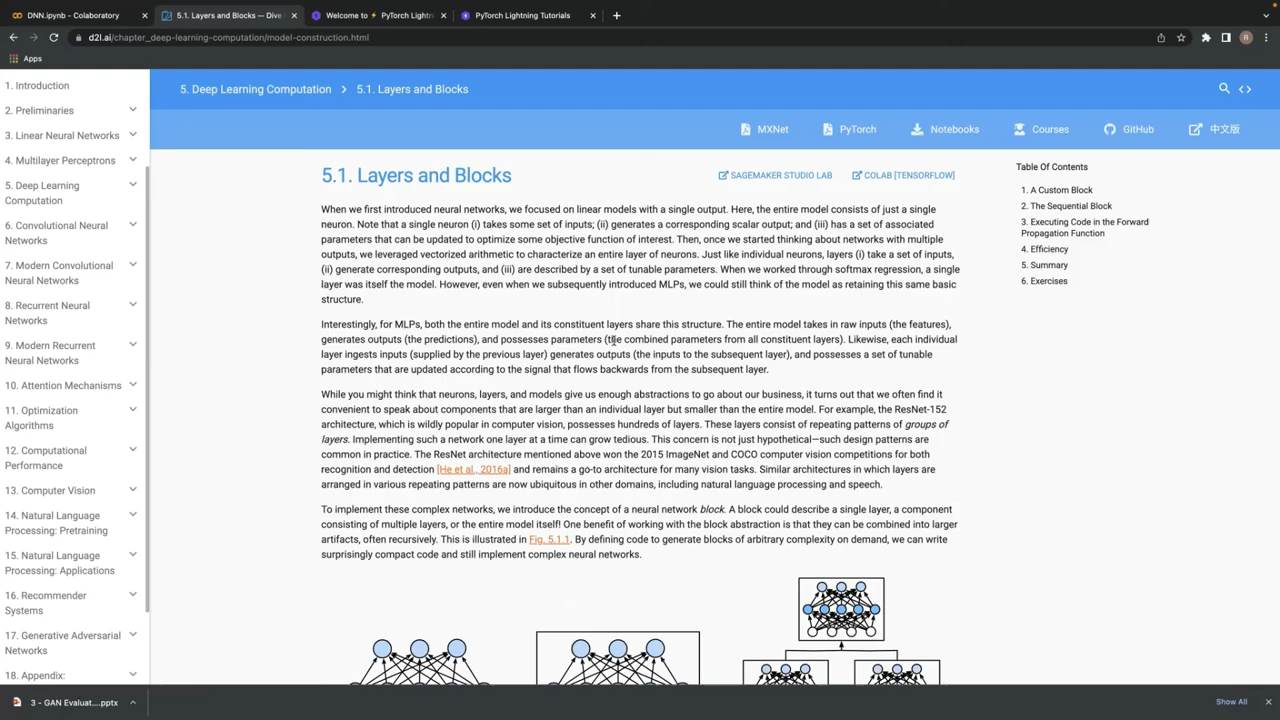 DNN.ipynb - Colaboratory
5.1. Layers and Blocks — Dive
Welcome to ⚡ PyTorch Lightn
PyTorch Lightning Tutorials
d2l.ai/chapter_deep-learning-computation/model-construction.html
R
Apps
1. Introduction
2. Preliminaries
3. Linear Neural Networks
4. Multilayer Perceptrons
5. Deep Learning
Computation
6. Convolutional Neural
Networks
7. Modern Convolutional
Neural Networks
8. Recurrent Neural
Networks
9. Modern Recurrent
Neural Networks
10. Attention Mechanisms
11. Optimization
Algorithms
12. Computational
Performance
13. Computer Vision
14. Natural Language
Processing: Pretraining
15. Natural Language
Processing: Applications
16. Recommender
Systems
17. Generative Adversarial
Networks
18. Appendix:
5. Deep Learning Computation
5.1. Layers and Blocks
MXNet
PyTorch
Notebooks
Courses
GitHub
中文版
5.1. Layers and Blocks
SAGEMAKER STUDIO LAB
COLAB [TENSORFLOW]
When we first introduced neural networks, we focused on linear models with a single output. Here, the entire model consists of just a single
neuron. Note that a single neuron (i) takes some set of inputs; (ii) generates a corresponding scalar output; and (iii) has a set of associated
parameters that can be updated to optimize some objective function of interest. Then, once we started thinking about networks with multiple
outputs, we leveraged vectorized arithmetic to characterize an entire layer of neurons. Just like individual neurons, layers (i) take a set of inputs,
(ii) generate corresponding outputs, and (iii) are described by a set of tunable parameters. When we worked through softmax regression, a single
layer was itself the model. However, even when we subsequently introduced MLPs, we could still think of the model as retaining this same basic
structure.
Interestingly, for MLPs, both the entire model and its constituent layers share this structure. The entire model takes in raw inputs (the features),
generates outputs (the predictions), and possesses parameters (the combined parameters from all constituent layers). Likewise, each individual
layer ingests inputs (supplied by the previous layer) generates outputs (the inputs to the subsequent layer), and possesses a set of tunable
parameters that are updated according to the signal that flows backwards from the subsequent layer.
While you might think that neurons, layers, and models give us enough abstractions to go about our business, it turns out that we often find it
convenient to speak about components that are larger than an individual layer but smaller than the entire model. For example, the ResNet-152
architecture, which is wildly popular in computer vision, possesses hundreds of layers. These layers consist of repeating patterns of groups of
layers. Implementing such a network one layer at a time can grow tedious. This concern is not just hypothetical—such design patterns are
common in practice. The ResNet architecture mentioned above won the 2015 ImageNet and COCO computer vision competitions for both
recognition and detection [He et al., 2016a] and remains a go-to architecture for many vision tasks. Similar architectures in which layers are
arranged in various repeating patterns are now ubiquitous in other domains, including natural language processing and speech.
To implement these complex networks, we introduce the concept of a neural network block. A block could describe a single layer, a component
consisting of multiple layers, or the entire model itself! One benefit of working with the block abstraction is that they can be combined into larger
artifacts, often recursively. This is illustrated in Fig. 5.1.1. By defining code to generate blocks of arbitrary complexity on demand, we can write
surprisingly compact code and still implement complex neural networks.
Table Of Contents
1. A Custom Block
2. The Sequential Block
3. Executing Code in the Forward
Propagation Function
4. Efficiency
5. Summary
6. Exercises
3 - GAN Evaluat....pptx
Show All